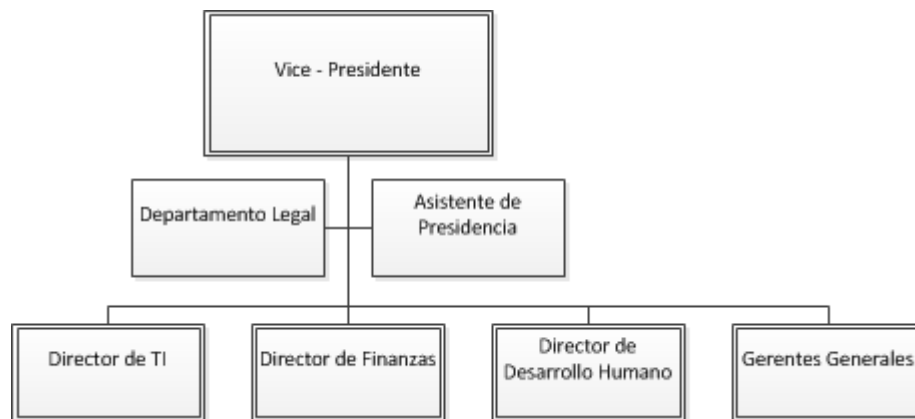 Vice - Presidente
Departamento Legal
Asistente de
Presidencia
Director de TI
Director de Finanzas
Director de
Desarrollo Humano
Gerentes Generales